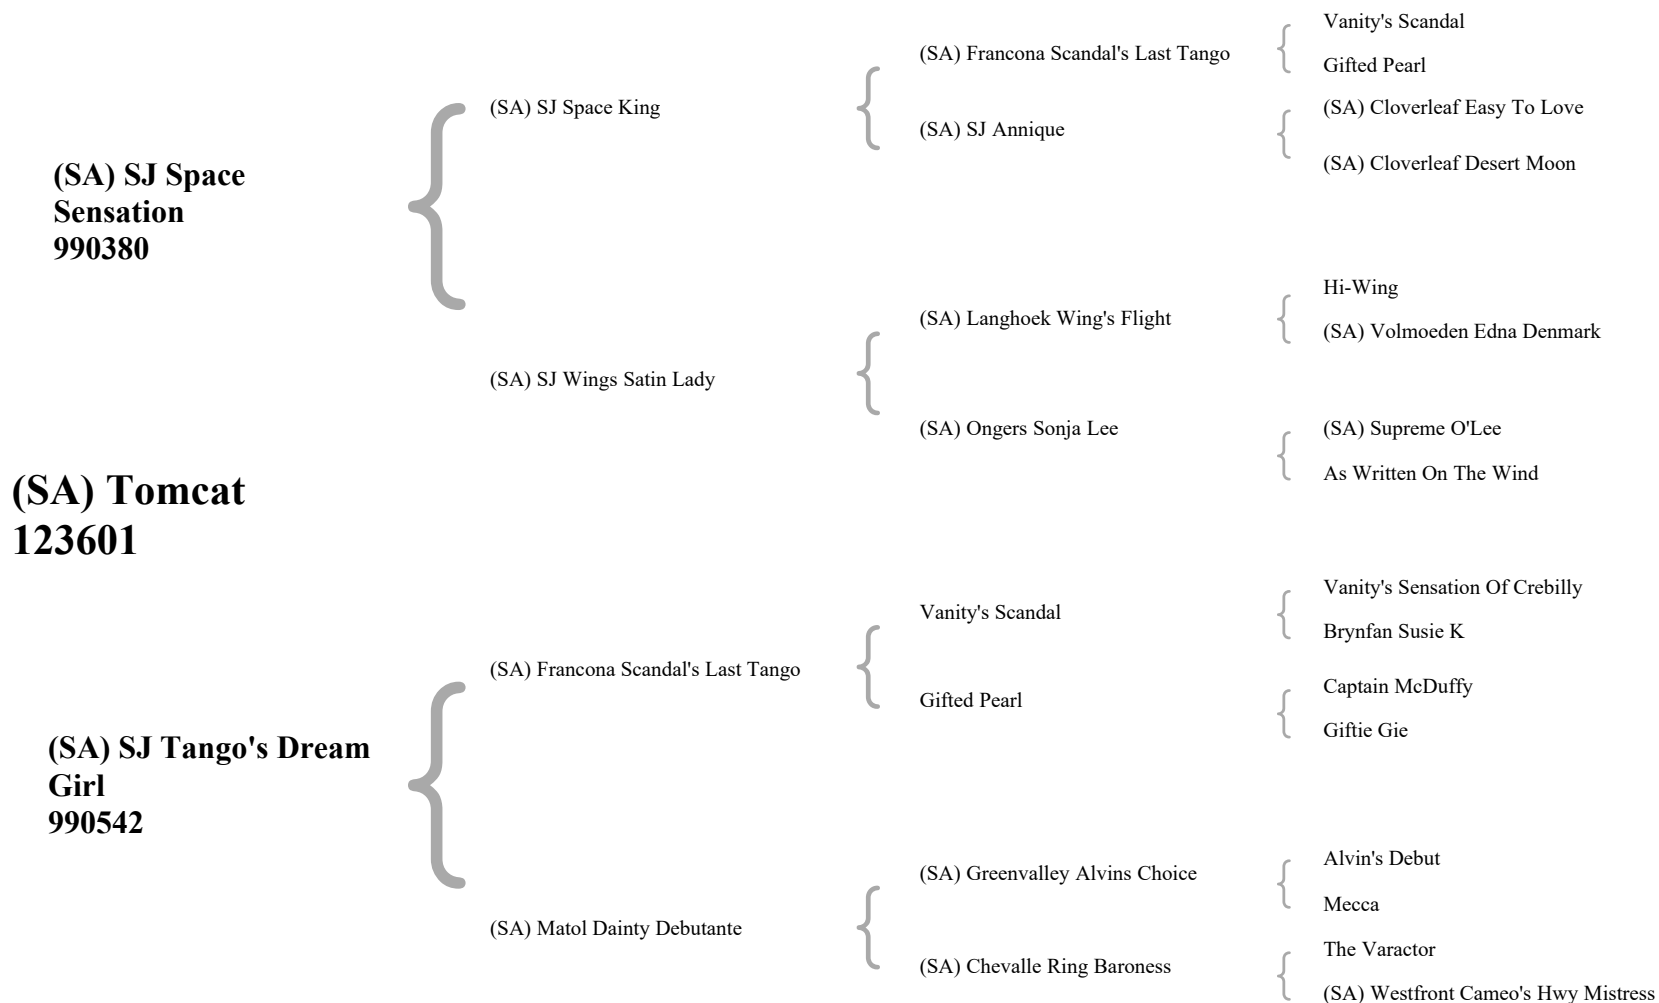 Vanity's Scandal
(SA) Francona Scandal's Last Tango
Gifted Pearl
(SA) SJ Space King
(SA) Cloverleaf Easy To Love
(SA) SJ Annique
(SA) Cloverleaf Desert Moon
(SA) SJ Space
Sensation
990380
Hi-Wing
(SA) Langhoek Wing's Flight
(SA) Volmoeden Edna Denmark
(SA) SJ Wings Satin Lady
(SA) Ongers Sonja Lee
(SA) Supreme O'Lee
As Written On The Wind
(SA) Tomcat
123601
Vanity's Sensation Of Crebilly
Vanity's Scandal
Brynfan Susie K
(SA) Francona Scandal's Last Tango
Captain McDuffy
Gifted Pearl
Giftie Gie
(SA) SJ Tango's Dream
Girl
990542
Alvin's Debut
(SA) Greenvalley Alvins Choice
Mecca
(SA) Matol Dainty Debutante
The Varactor
(SA) Chevalle Ring Baroness
(SA) Westfront Cameo's Hwy Mistress